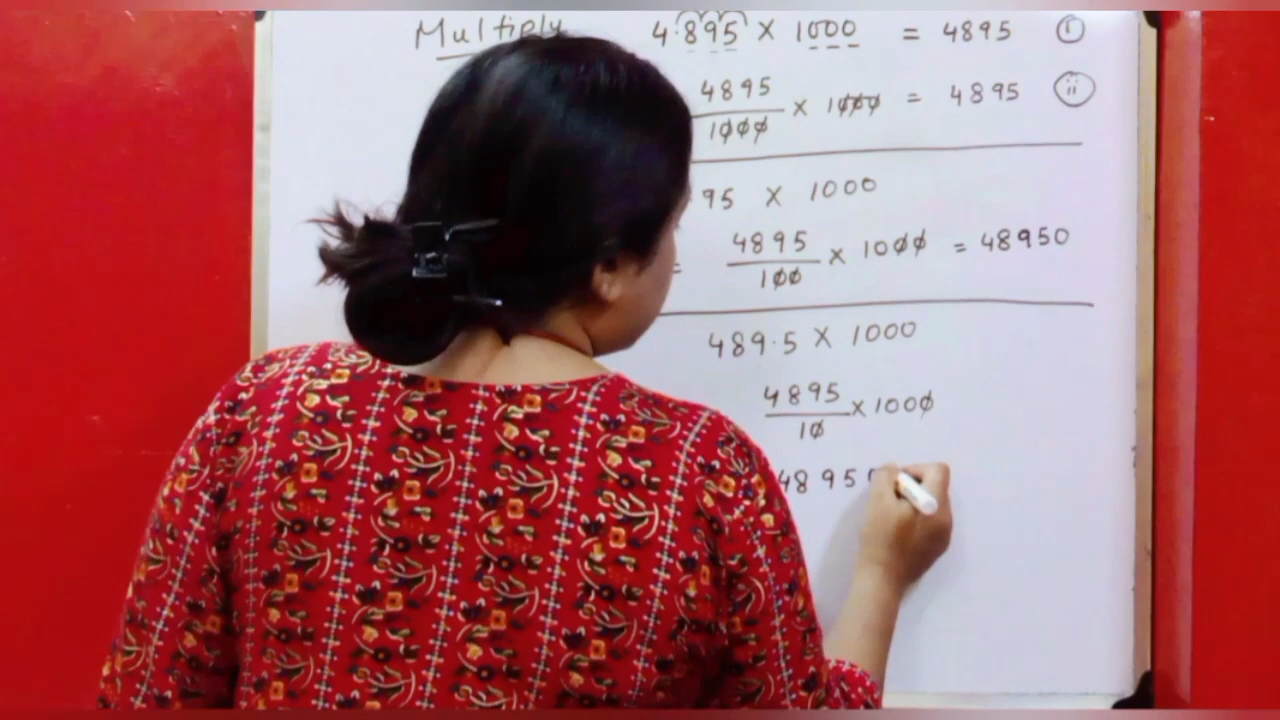 Multiply 4.895 × 1000 = 4895 (i)
4895/1000 × 1000 = 4895 (ii)
95 × 1000
= 4895/100 × 1000 = 48950
489.5 × 1000
4895/10 × 1000
4895